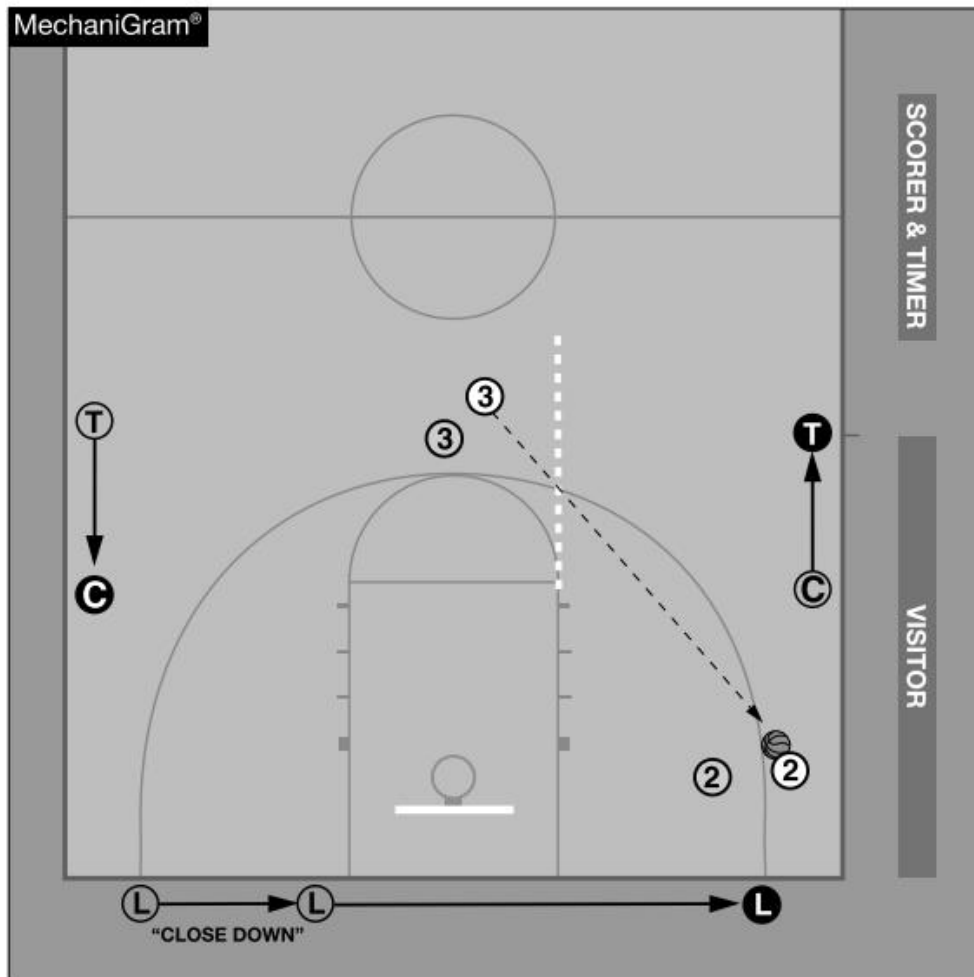 MechaniGram®
SCORER & TIMER
3
3
T
T
C
C
VISITOR
2
2
L
L
L
"CLOSE DOWN"